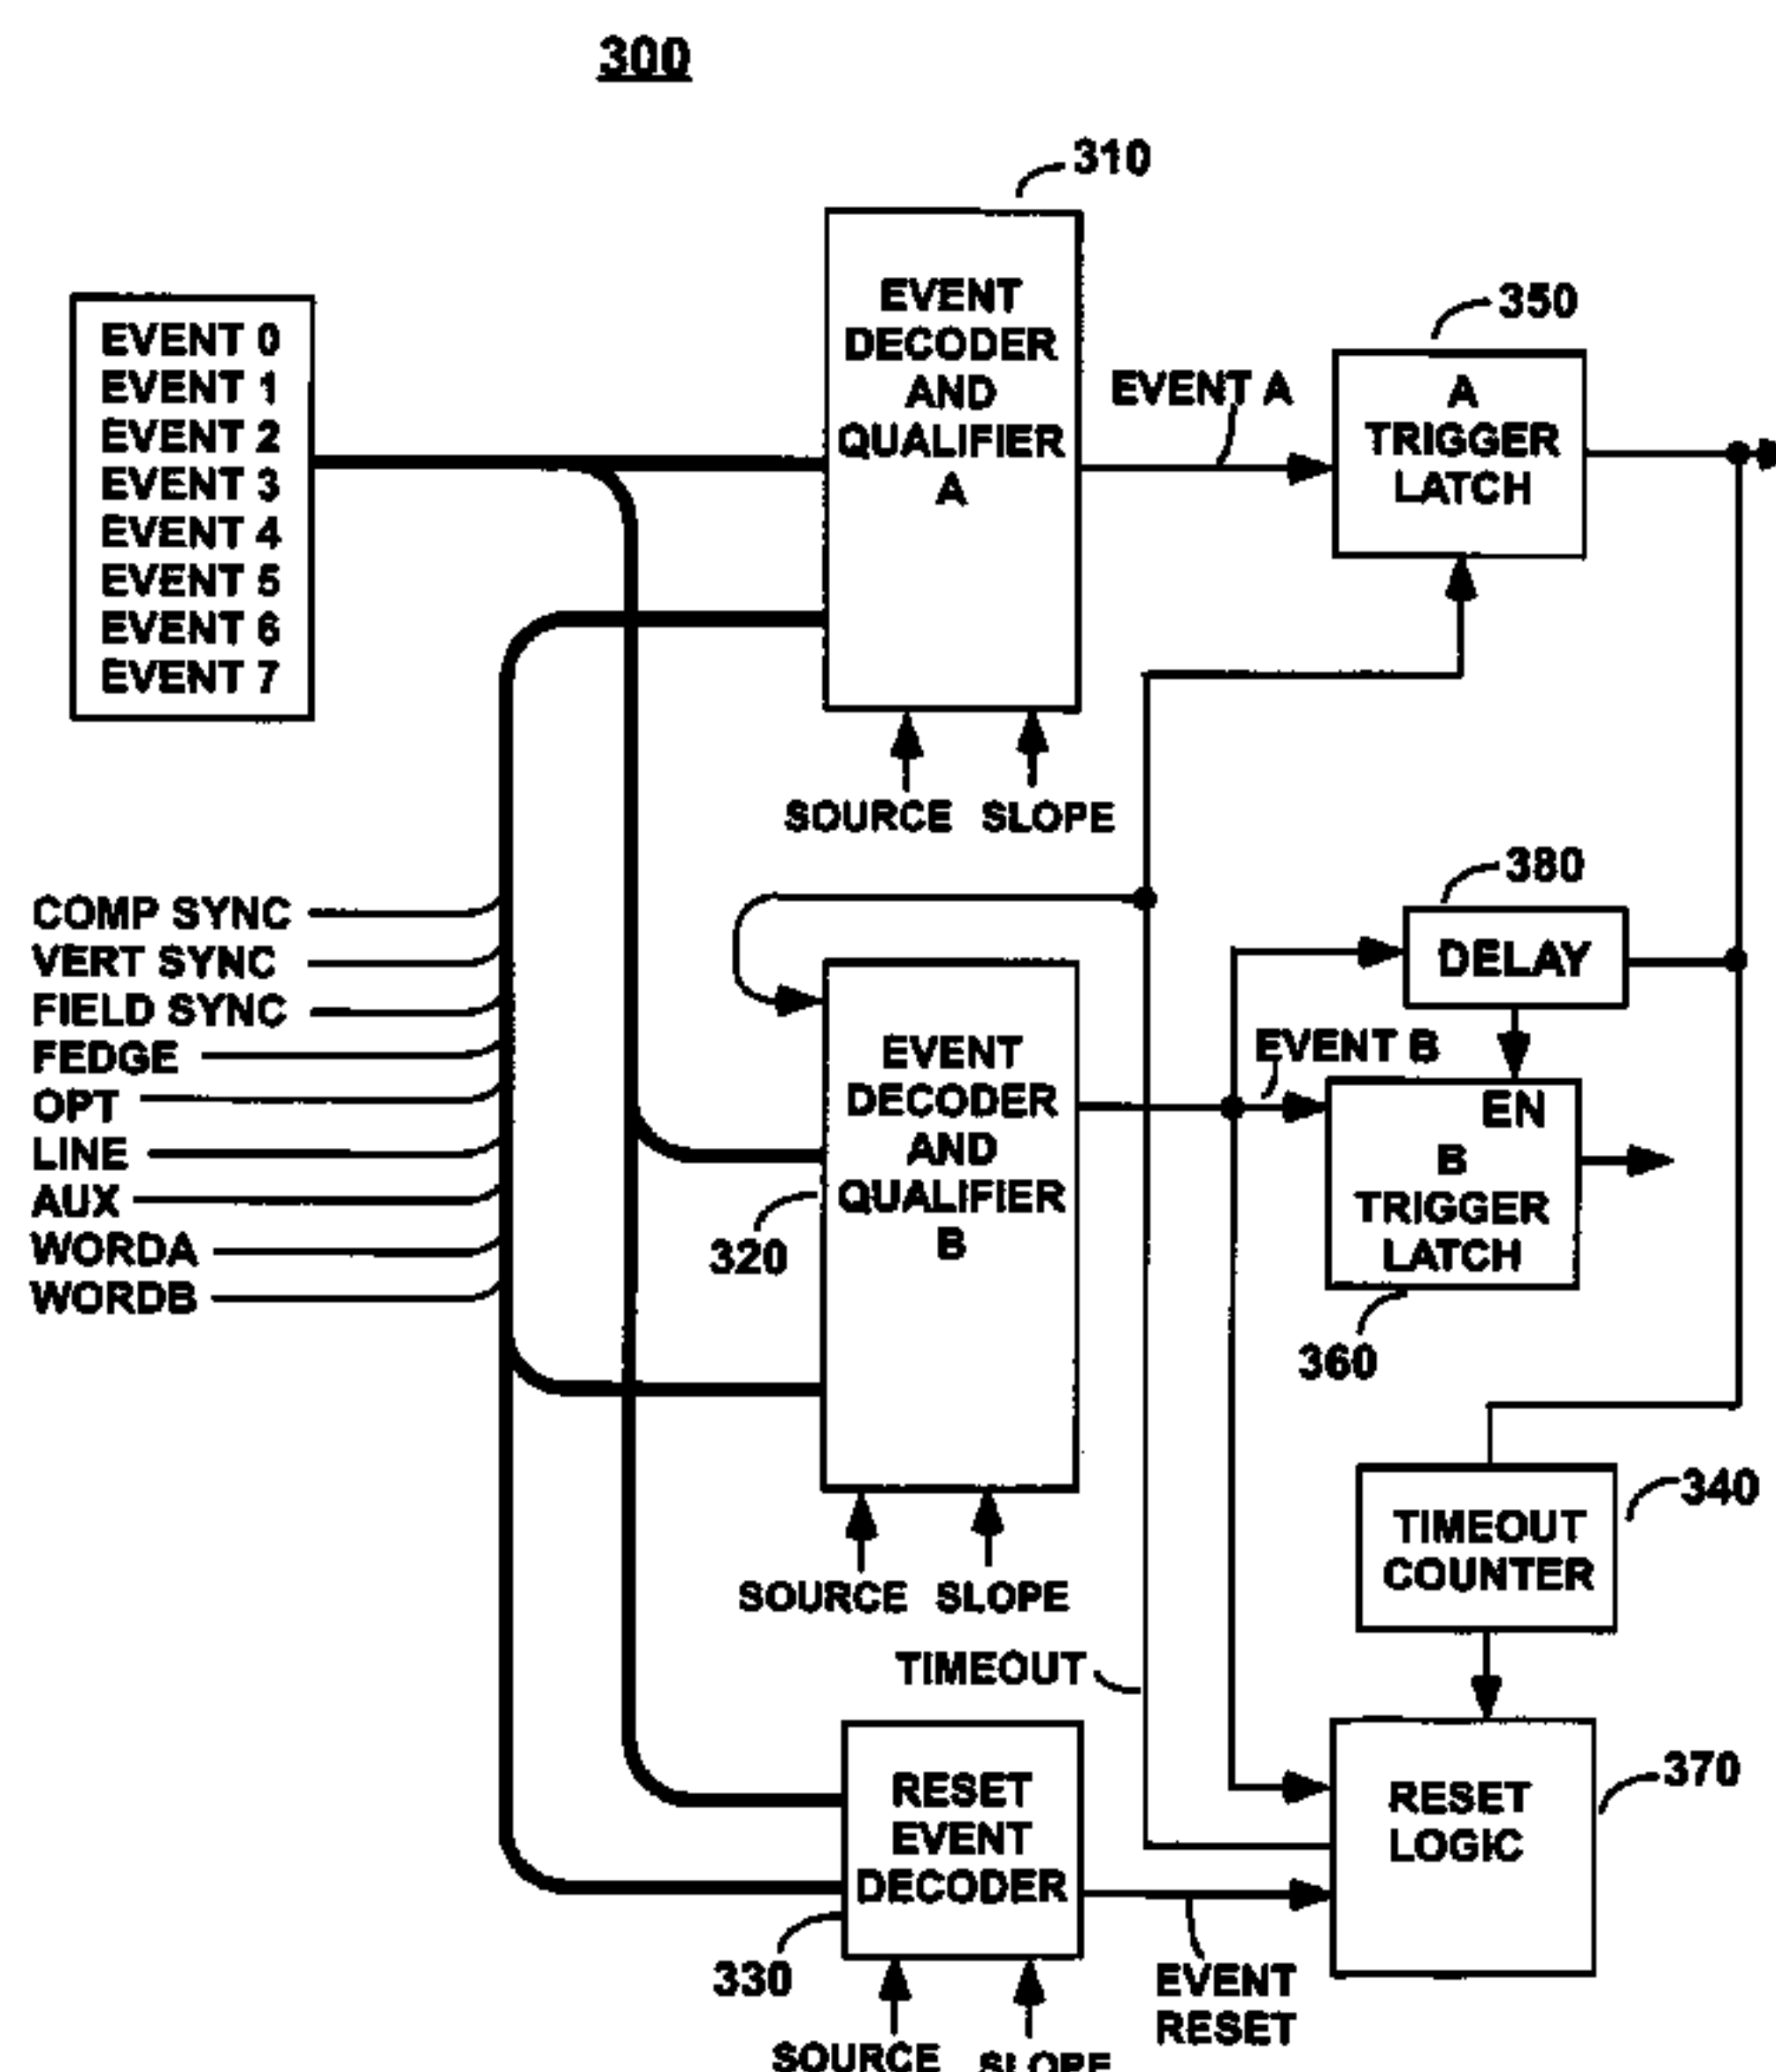 300
310
EVENT
DECODER
AND
QUALIFIER
A
EVENT 0
EVENT 1
EVENT 2
EVENT 3
EVENT 4
EVENT 5
EVENT 6
EVENT 7
EVENT A
350
A
TRIGGER
LATCH
SOURCE SLOPE
COMP SYNC
VERT SYNC
FIELD SYNC
FEDGE
OPT
LINE
AUX
WORDA
WORDB
380
DELAY
EVENT
DECODER
AND
QUALIFIER
B
320
EVENT B
EN
B
TRIGGER
LATCH
360
SOURCE SLOPE
340
TIMEOUT
COUNTER
TIMEOUT
RESET
EVENT
DECODER
330
370
RESET
LOGIC
EVENT
RESET
SOURCE SLOPE